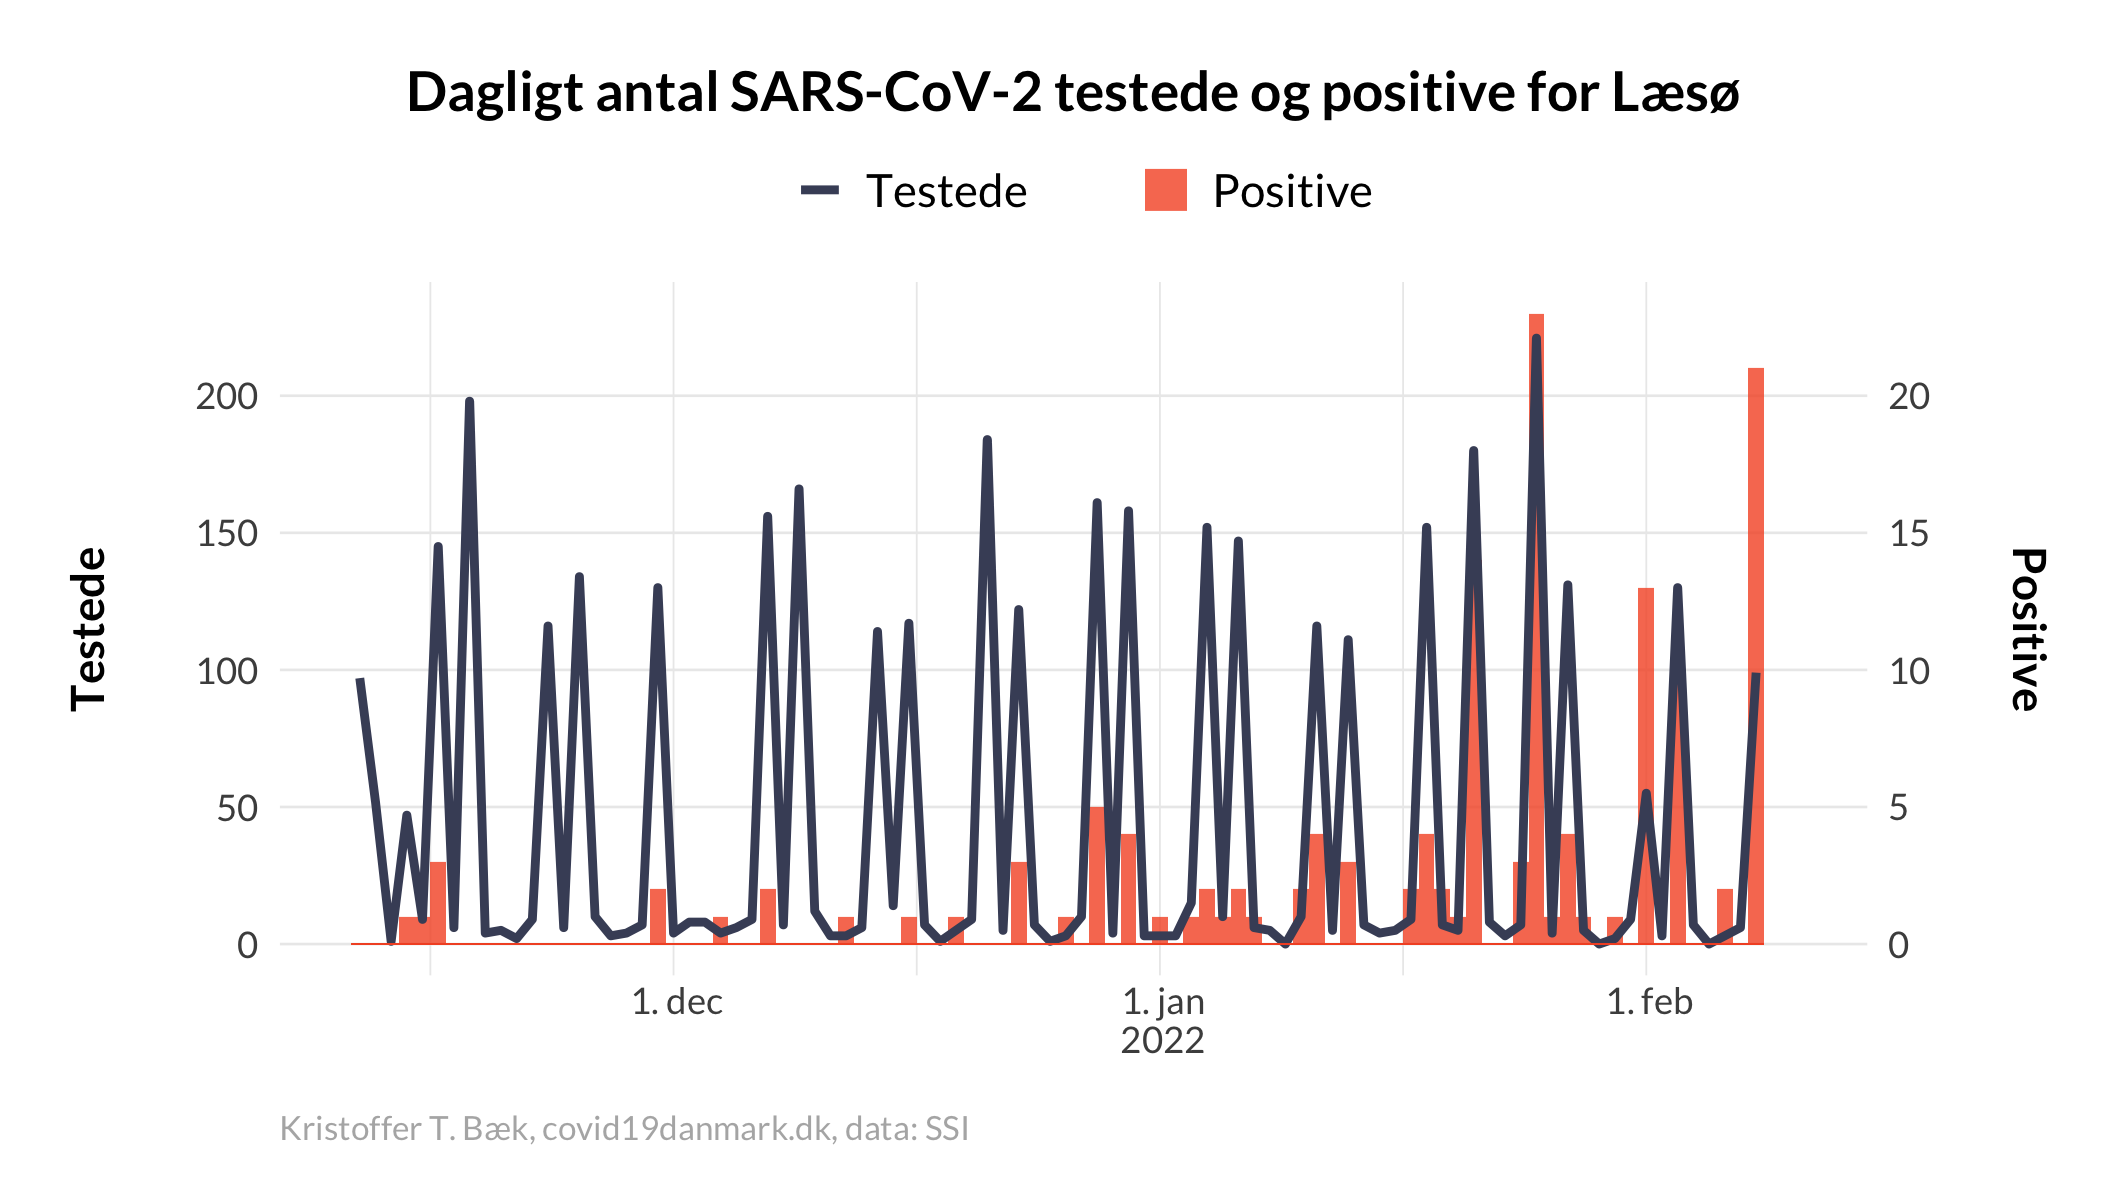 Dagligt antal SARS-CoV-2 testede og positive for Læsø
Testede
Positive
Testede
200
150
100
50
0
20
15
10
5
0
Positive
1. dec
1. jan
2022
1. feb
Kristoffer T. Bæk, covid19danmark.dk, data: SSI